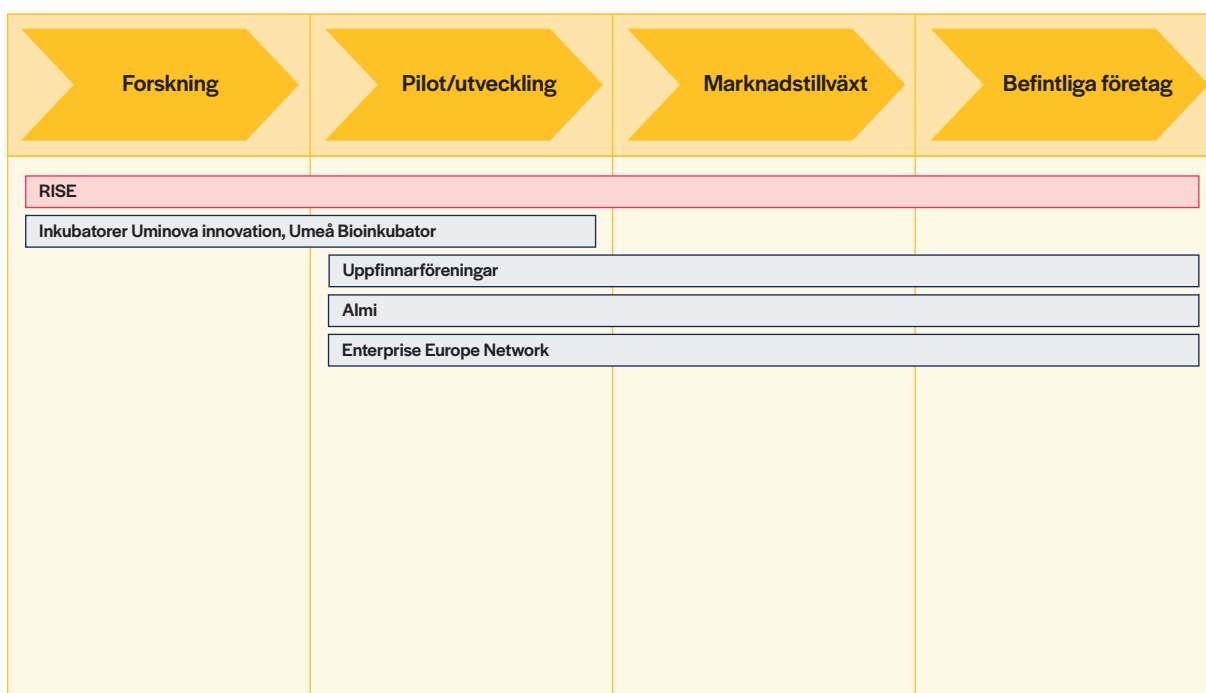 Forskning
Pilot/utveckling
Marknadstillväxt
Befintliga företag
RISE
Inkubatorer Uminova innovation, Umeå Bioinkubator
Uppfinnarföreningar
Almi
Enterprise Europe Network